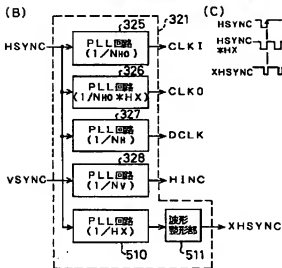 (B)
325
321
(C)
HSYNC
PLL回路
(1/NHO)
CLKI
HSYNC
HSYNC
*HX
XHSYNC
326
PLL回路
(1/NHO*HX)
CLKO
327
PLL回路
(1/NH)
DCLK
328
VSYNC
PLL回路
(1/NV)
HINC
PLL回路
(1/HX)
波形
整形部
XHSYNC
510
511